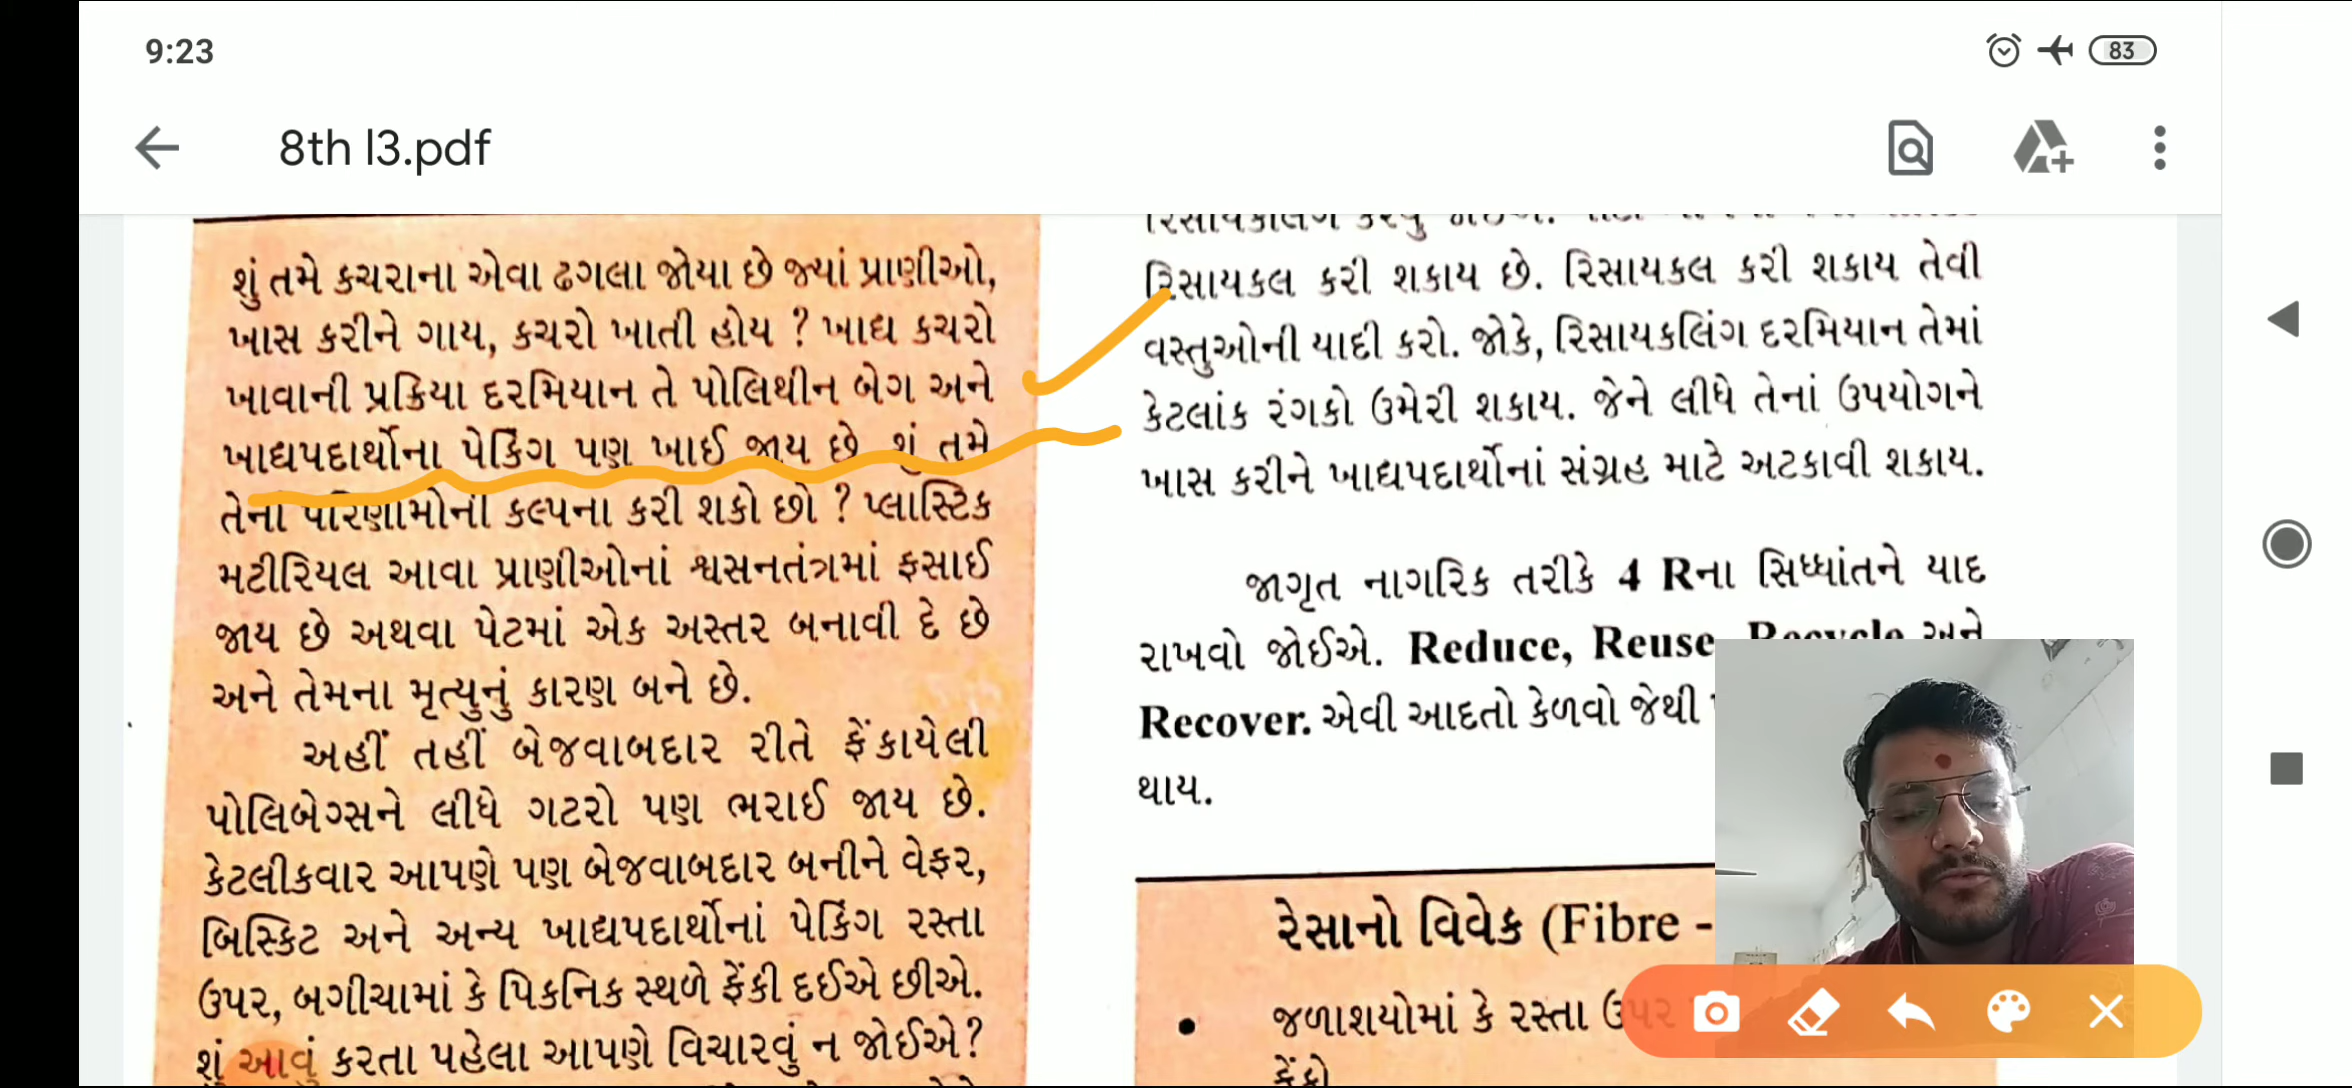 9:23
83
8th l3.pdf
શું તમે કચરાના એવા ઢગલા જોયા છે જ્યાં પ્રાણીઓ,
ખાસ કરીને ગાય, કચરો ખાતી હોય ? ખાદ્ય કચરો
ખાવાની પ્રક્રિયા દરમિયાન તે પોલિથીન બેગ અને
ખાદ્યપદાર્થોના પેકિંગ પણ ખાઈ જાય છે શું તમે
તેના પરિણામોની કલ્પના કરી શકો છો ? પ્લાસ્ટિક
મટીરિયલ આવા પ્રાણીઓનાં શ્વસનતંત્રમાં ફસાઈ
જાય છે અથવા પેટમાં એક અસ્તર બનાવી દે છે
અને તેમના મૃત્યુનું કારણ બને છે.
અહીં તહીં બેજવાબદાર રીતે ફેંકાયેલી
પોલિબેગ્સને લીધે ગટરો પણ ભરાઈ જાય છે.
કેટલીકવાર આપણે પણ બેજવાબદાર બનીને વેફર,
બિસ્કિટ અને અન્ય ખાદ્યપદાર્થોનાં પેકિંગ રસ્તા
ઉપર, બગીચામાં કે પિકનિક સ્થળે ફેંકી દઈએ છીએ.
શું આવું કરતા પહેલા આપણે વિચારવું ન જોઈએ?
રિસાયકલિંગ કરવું
રિસાયકલ કરી શકાય છે. રિસાયકલ કરી શકાય તેવી
વસ્તુઓની યાદી કરો. જોકે, રિસાયકલિંગ દરમિયાન તેમાં
કેટલાંક રંગકો ઉમેરી શકાય. જેને લીધે તેનાં ઉપયોગને
ખાસ કરીને ખાદ્યપદાર્થોનાં સંગ્રહ માટે અટકાવી શકાય.
જાગૃત નાગરિક તરીકે 4 Rના સિધ્ધાંતને યાદ
રાખવો જોઈએ. Reduce, Reuse, Recycle અને
Recover. એવી આદતો કેળવો જેથી
થાય.
રેસાનો વિવેક (Fibre -
• જળાશયોમાં કે રસ્તા ઉપર
ફેંકો